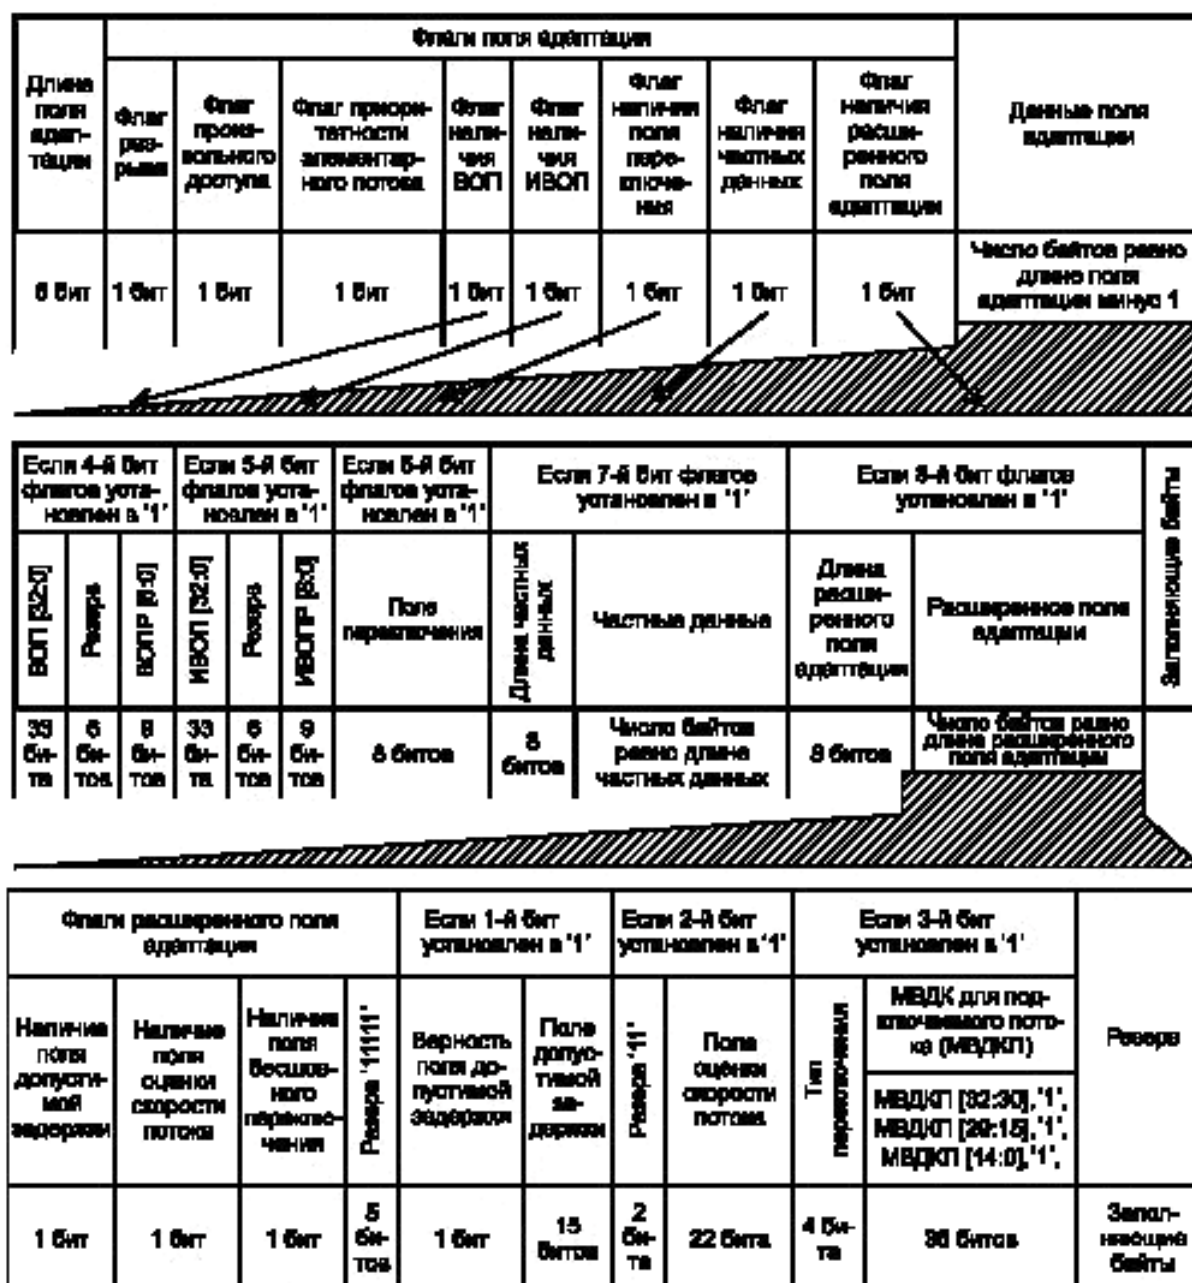 Флаги поля адаптации
Длина
поля
адап-
тации
Флаг
раз-
рыва
Флаг
произ-
вольного
доступа
Флаг приори-
тетности
элементар-
ного потока
Флаг
нали-
чия
ВОП
Флаг
нали-
чия
ИВОП
Флаг
наличия
поля
пере-
ключе-
ния
Флаг
наличия
частных
данных
Флаг
наличия
расши-
ренного
поля
адаптации
Данные поля
адаптации
бит
1 бит
1 бит
1 бит
1 бит
1 бит
1 бит
1 бит
1 бит
Число байтов равно
длине поля
адаптации минус 1
Если 4-й бит
флагов уста-
новлен в '1'
Если 5-й бит
флагов уста-
новлен в '1'
Если 6-й бит
флагов уста-
новлен в '1'
Если 7-й бит флагов
установлен в '1'
Если 8-й бит флагов
установлен в '1'
Заполняющие байты
ВОП [32:0]
Резерв
ВОПР [8:0]
ИВОП [32:0]
Резерв
ИВОПР [8:0]
Поле
переключения
Длина частных
данных
Частные данные
Длина
расши-
ренного
поля
адаптации
Расширенное поле
адаптации
33
би-
та
6
би-
тов
9
би-
тов
33
би-
та
6
би-
тов
9
би-
тов
8 битов
8
битов
Число байтов
равно длине
частных данных
8 битов
Число байтов равно
длине расширенного
поля адаптации
Флаги расширенного поля
адаптация
Если 1-й бит
установлен в '1'
Если 2-й бит
установлен в '1'
Если 3-й бит
установлен в '1'
Резерв
Наличие
поля
допусти-
мой
задержки
Наличие
поля
оценки
скорости
потока
Наличие
поля
бесшов-
ного
переклю-
чения
Резерв '11111'
Верность
поля до-
пустимой
задержки
Поле
допус-
тимой
за-
держки
Резерв '11'
Поле
оценки
скорости
потока
Тип
переключения
МВДК для под-
ключаемого пото-
ка (МВДКП)
МВДКП [32:30],'1',
МВДКП [29:15],'1',
МВДКП [14:0],'1',
1 бит
1 бит
1 бит
5
би-
тов
1 бит
15
битов
2
би-
та
22 бита
4 би-
та
36 битов
Запол-
няющие
байты